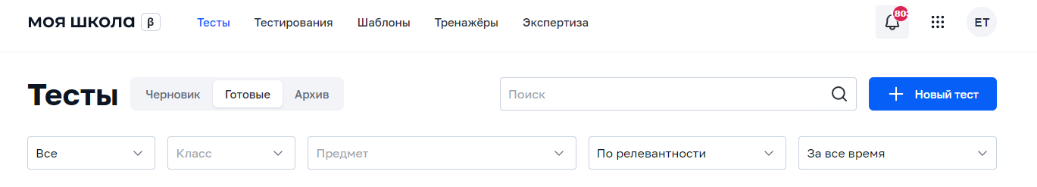 МОЯ ШКОЛА β Тесты Тестирования Шаблоны Тренажёры Экспертиза 80 ЕТ
Тесты Черновик Готовые Архив Поиск Новый тест
Все Класс Предмет По релевантности За все время